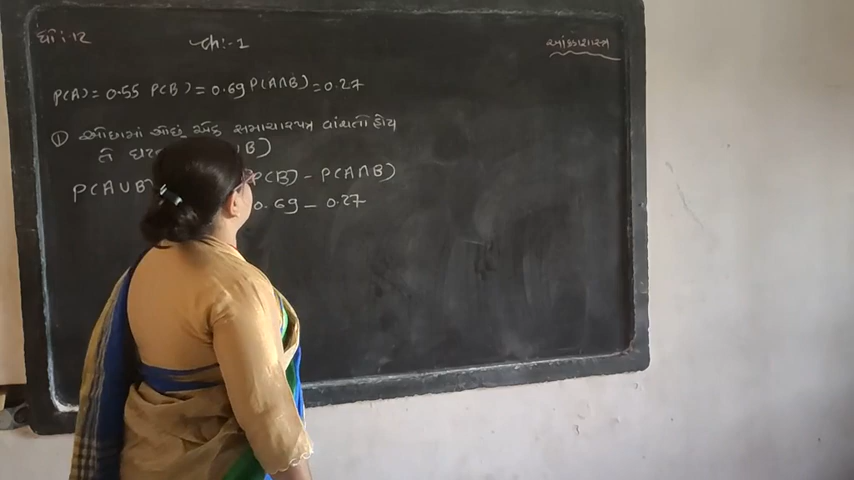 ધો:-12
ch:-1
આંકડાશાસ્ત્ર
P(A) = 0.55 P(B) = 0.69 P(A∩B) = 0.27
① ઓછામાં ઓછું એક સમાચારપત્ર વાંચતો હોય
તે B)
P(A∪B) P(B) - P(A∩B)
0.69 - 0.27